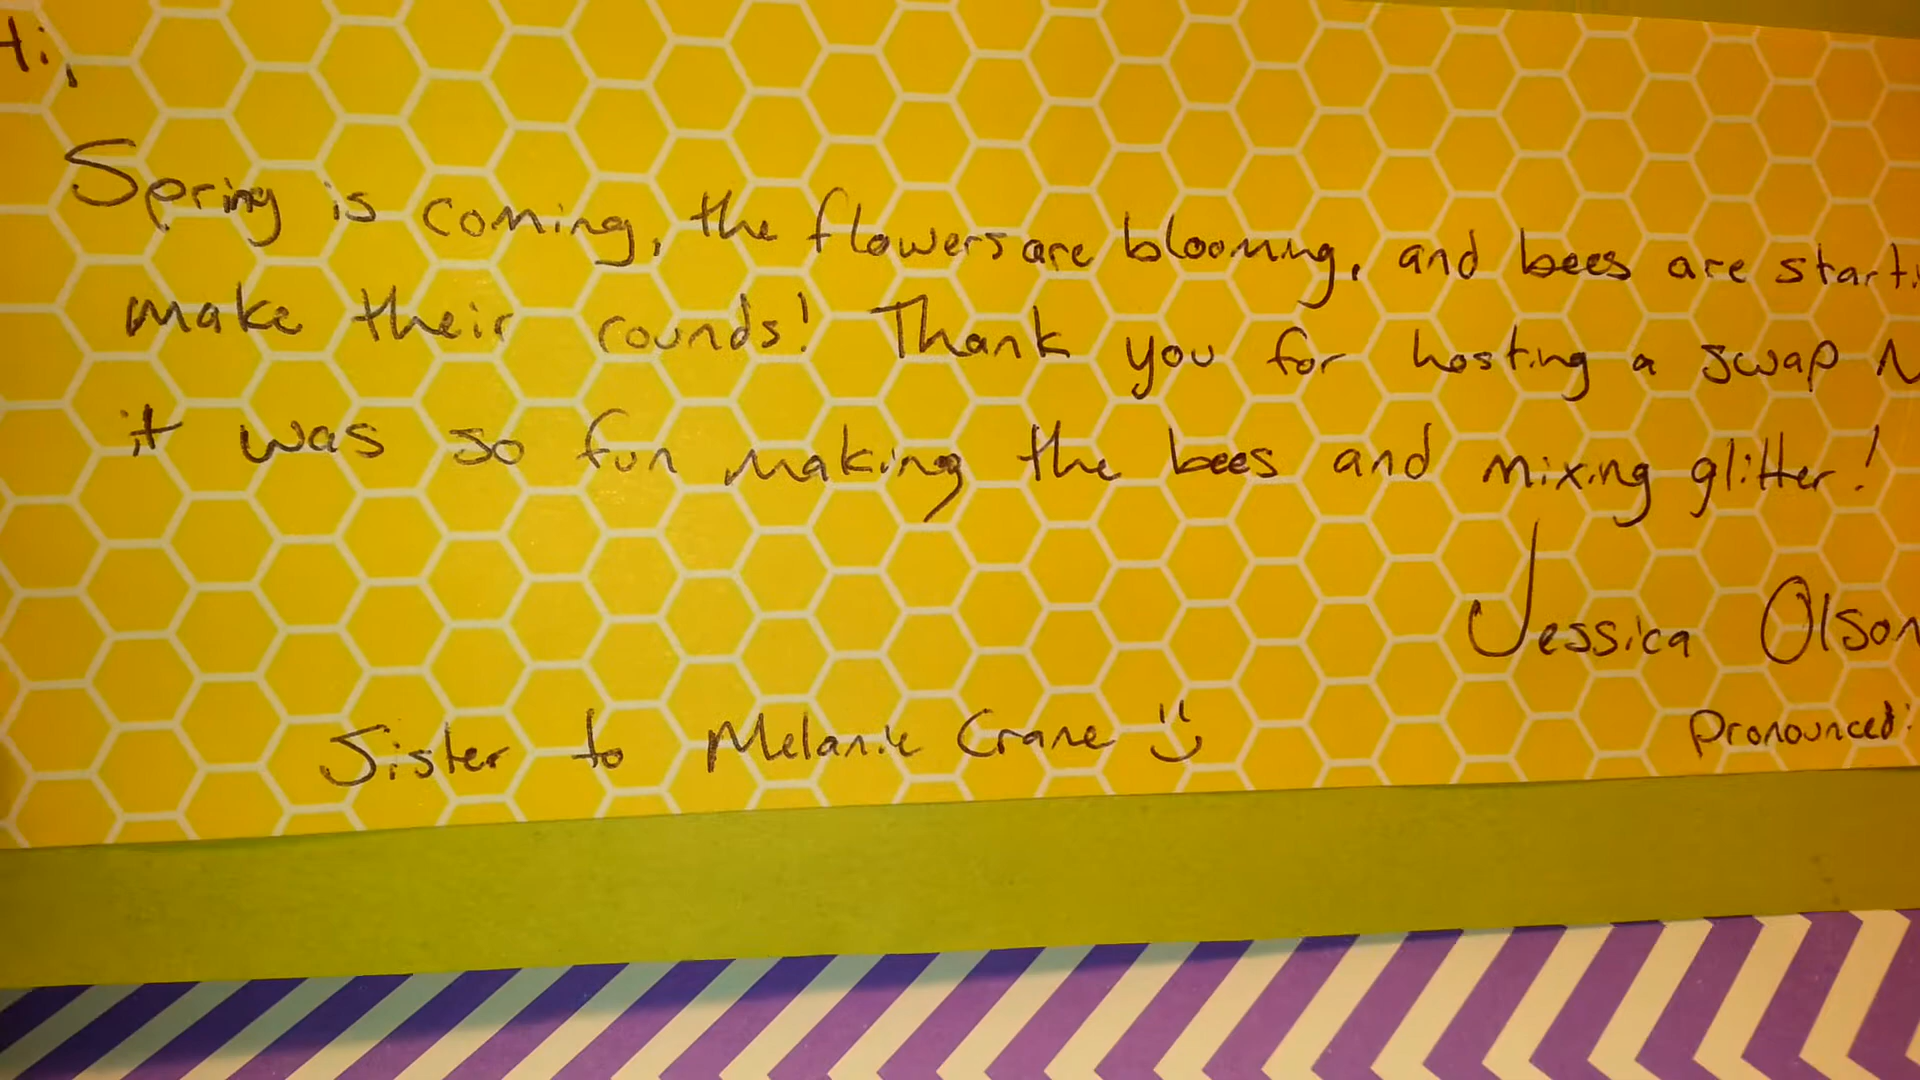 Hi,
Spring is coming, the flowers are blooming, and bees are starti
make their rounds! Thank you for hosting a swap
it was so fun making the bees and mixing glitter!
Jessica Olson
Sister to Melanie Crane
Pronounced: